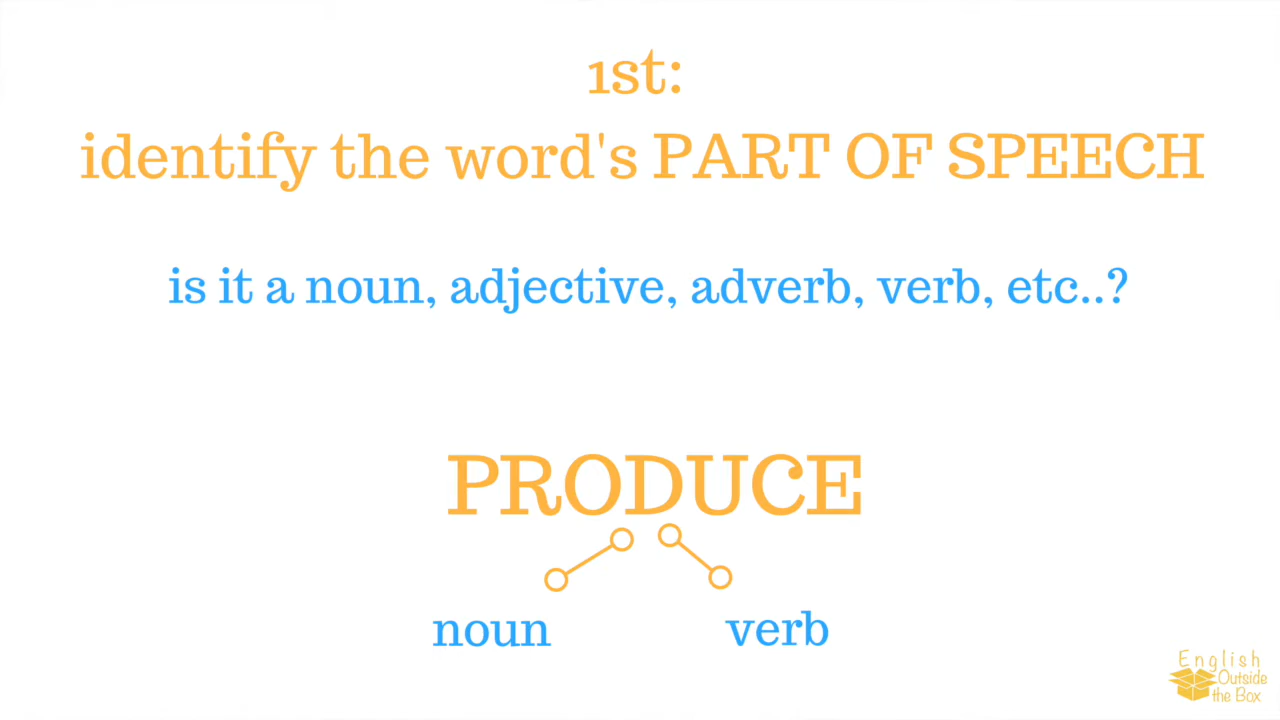 1st:
identify the word's PART OF SPEECH
is it a noun, adjective, adverb, verb, etc..?
PRODUCE
noun verb
English
Outside
the Box